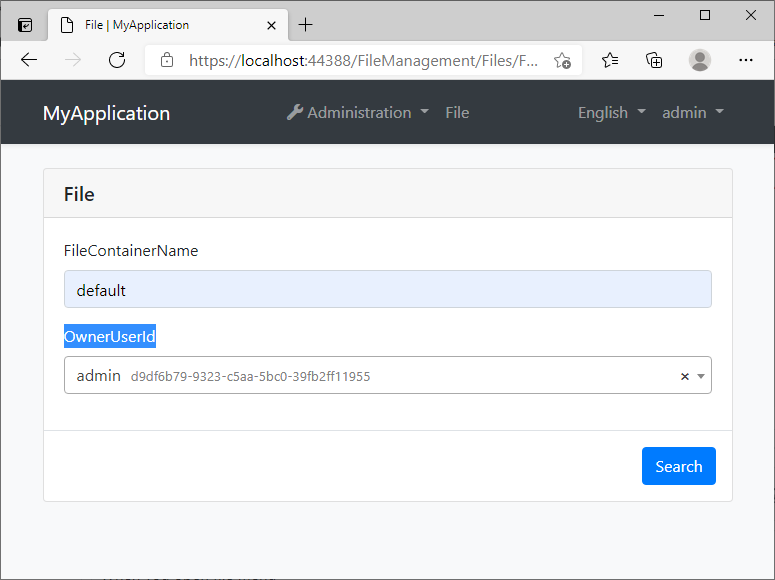 File | MyApplication
https://localhost:44388/FileManagement/Files/F...
MyApplication Administration File English admin
File
FileContainerName
default
OwnerUserId
admin d9df6b79-9323-c5aa-5bc0-39fb2ff11955
Search